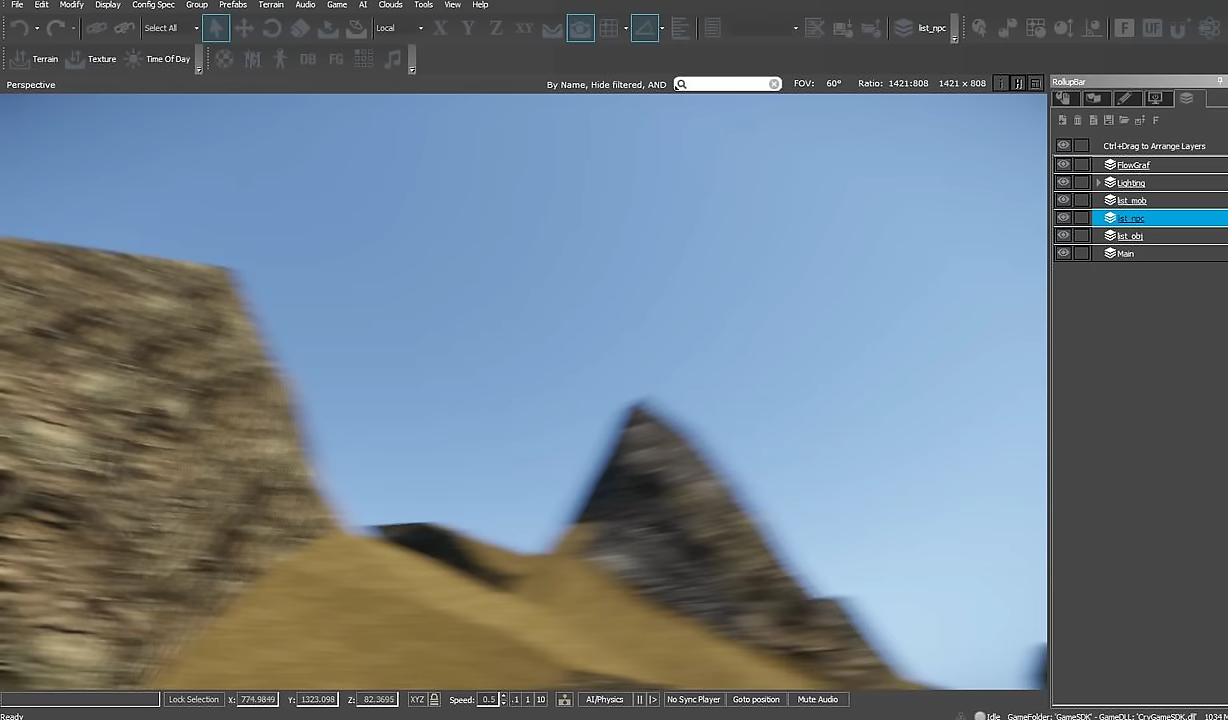 File Edit Modify Display Config Spec Group Prefabs Terrain Audio Game AI Clouds Tools View Help
Select All Local X Y Z XY list_npc F UF
Terrain Texture Time Of Day DB FG
Perspective By Name, Hide filtered, AND FOV: 60° Ratio: 1421:808 1421 x 808
RollupBar
F
Ctrl+Drag to Arrange Layers
FlowGraf
Lighting
list_mob
list_npc
list_obj
Main
Lock Selection X: 774.9849 Y: 1323.098 Z: 82.3695 XYZ Speed: 0.5 .1 1 10 AI/Physics No Sync Player Goto position Mute Audio
Ready Idle GameFolder: 'GameSDK' - GameDLL: 'CryGameSDK.dll' 1034 M